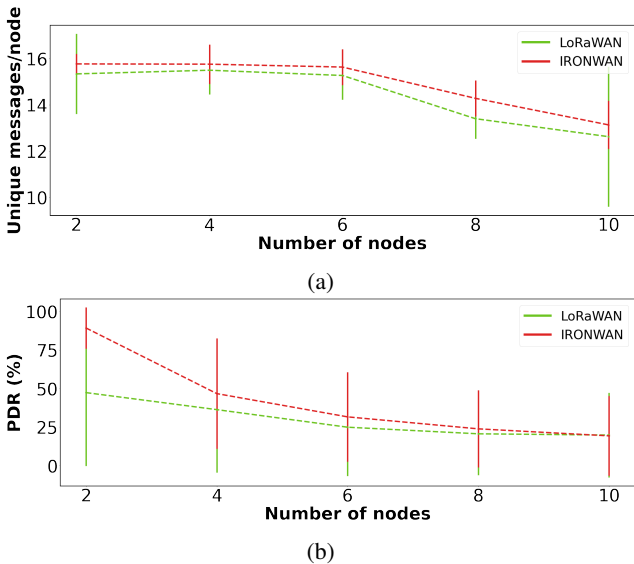 Unique messages/node
16
14
12
10
LoRaWAN
IRONWAN
2 4 6 8 10
Number of nodes
(a)
PDR (%)
100
75
50
25
0
LoRaWAN
IRONWAN
2 4 6 8 10
Number of nodes
(b)